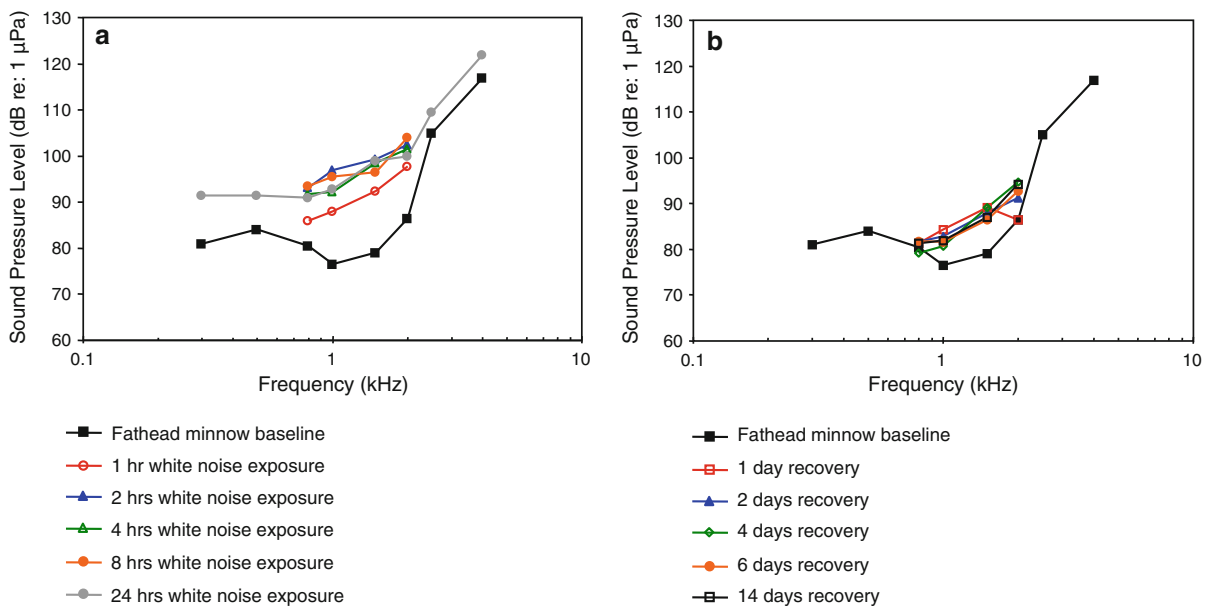 a
Sound Pressure Level (dB re: 1 µPa)
130
120
110
100
90
80
70
60
0.1
1
10
Frequency (kHz)
Fathead minnow baseline
1 hr white noise exposure
2 hrs white noise exposure
4 hrs white noise exposure
8 hrs white noise exposure
24 hrs white noise exposure
b
Sound Pressure Level (dB re: 1 µPa)
130
120
110
100
90
80
70
60
0.1
1
10
Frequency (kHz)
Fathead minnow baseline
1 day recovery
2 days recovery
4 days recovery
6 days recovery
14 days recovery